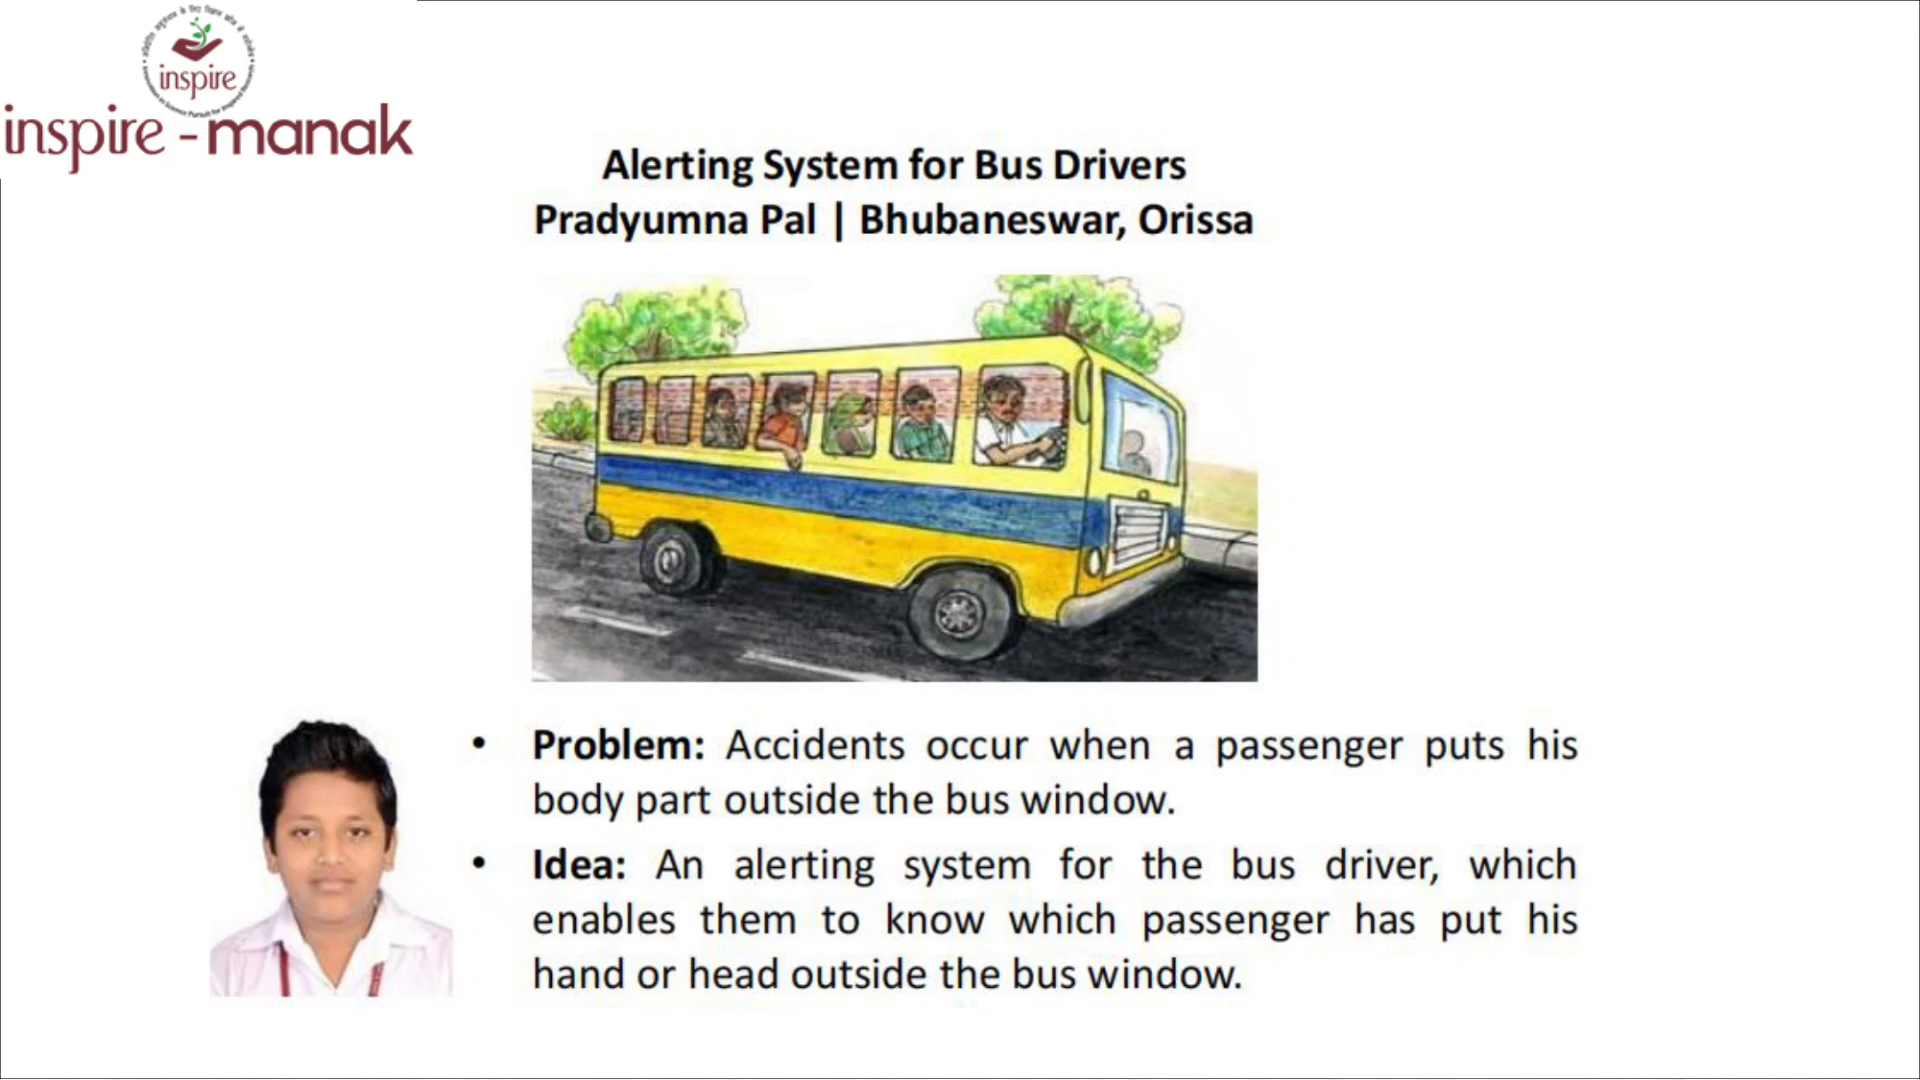 inspire
inspire - manak
Alerting System for Bus Drivers
Pradyumna Pal | Bhubaneswar, Orissa
• Problem: Accidents occur when a passenger puts his
body part outside the bus window.
• Idea: An alerting system for the bus driver, which
enables them to know which passenger has put his
hand or head outside the bus window.